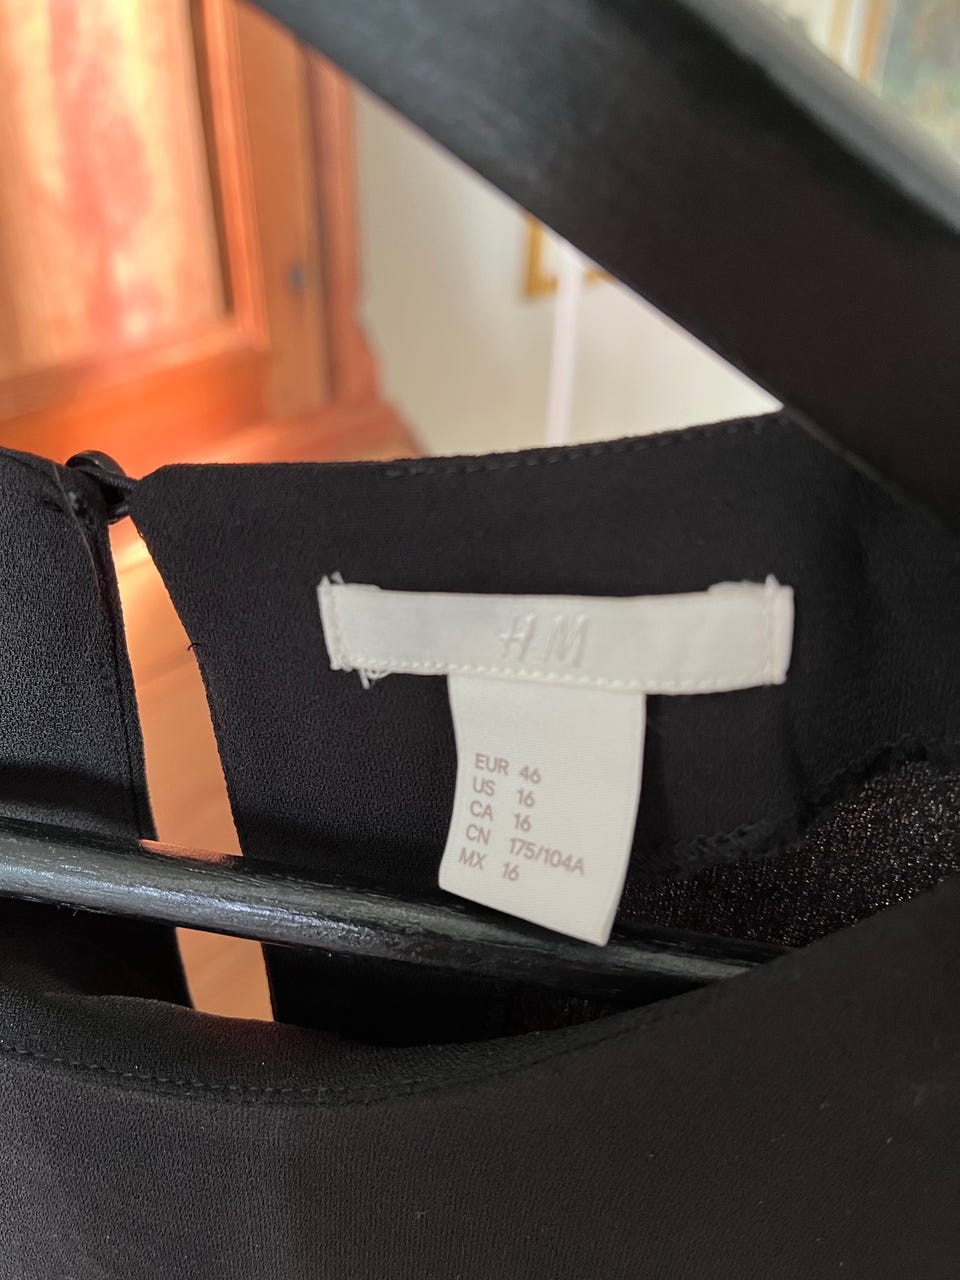 H&M
EUR 46
US 16
CA 16
CN 175/104A
MX 16